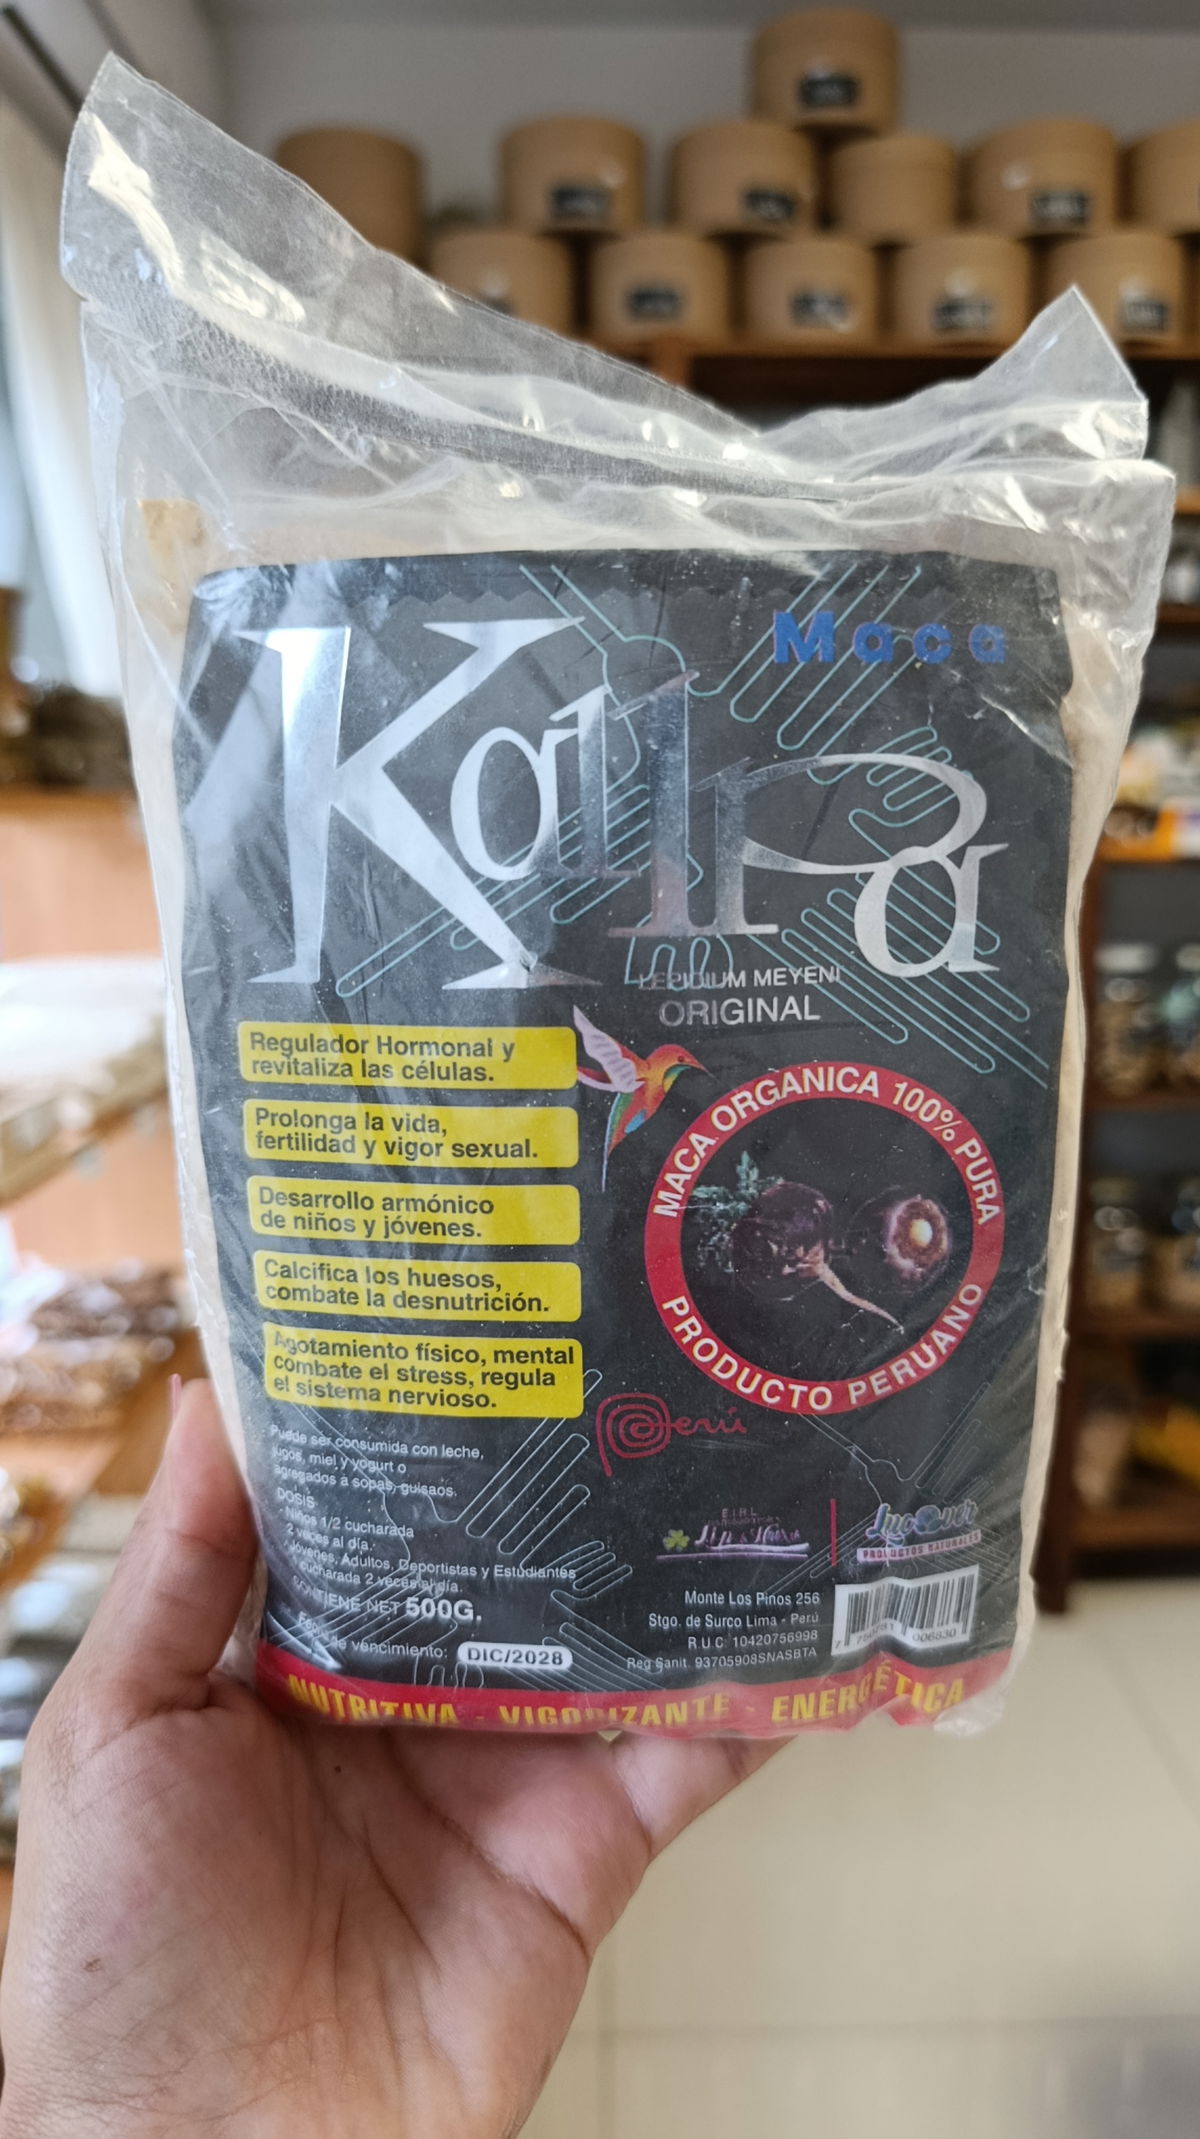 Maca
Kallpa
LEPIDIUM MEYENI
ORIGINAL
Regulador Hormonal y
revitaliza las células.
Prolonga la vida,
fertilidad y vigor sexual.
Desarrollo armónico
de niños y jóvenes.
Calcifica los huesos,
combate la desnutrición.
Agotamiento físico, mental
combate el stress, regula
el sistema nervioso.
MACA ORGANICA 100% PURA
PRODUCTO PERUANO
Perú
Puede ser consumida con leche,
jugos, miel y yogurt o
agregados a sopas, guisaos.
DOSIS
Niños 1/2 cucharada
2 veces al día.
Jóvenes, Adultos, Deportistas y Estudiantes
cucharada 2 veces al día.
CONTIENE NET 500G.
Fecha de vencimiento: DIC/2028
E.I.R.L
PRODUCTOS NATURALES
Monte Los Pinos 256
Stgo. de Surco Lima - Perú
R U C: 10420756998
Reg Sanit. 93705908SNASBTA
006830
NUTRITIVA - VIGORIZANTE - ENERGÉTICA